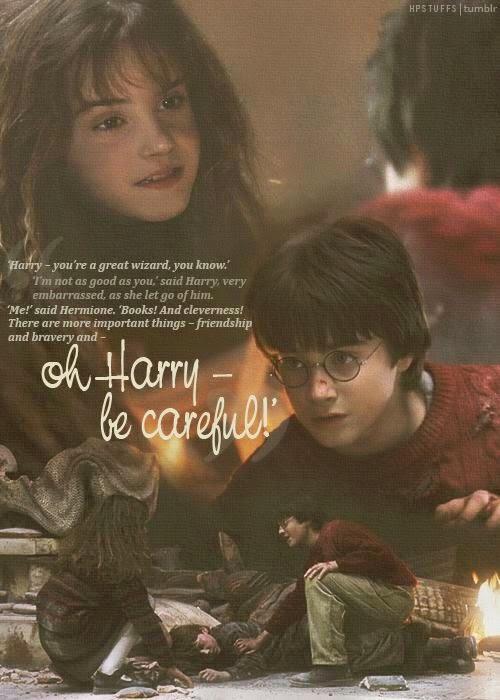 HPSTUFFS | tumblr
‘Harry – you’re a great wizard, you know.’
‘I’m not as good as you,’ said Harry, very
embarrassed, as she let go of him.
‘Me!’ said Hermione. ‘Books! And cleverness!
There are more important things – friendship
and bravery and –
oh Harry –
be careful!’